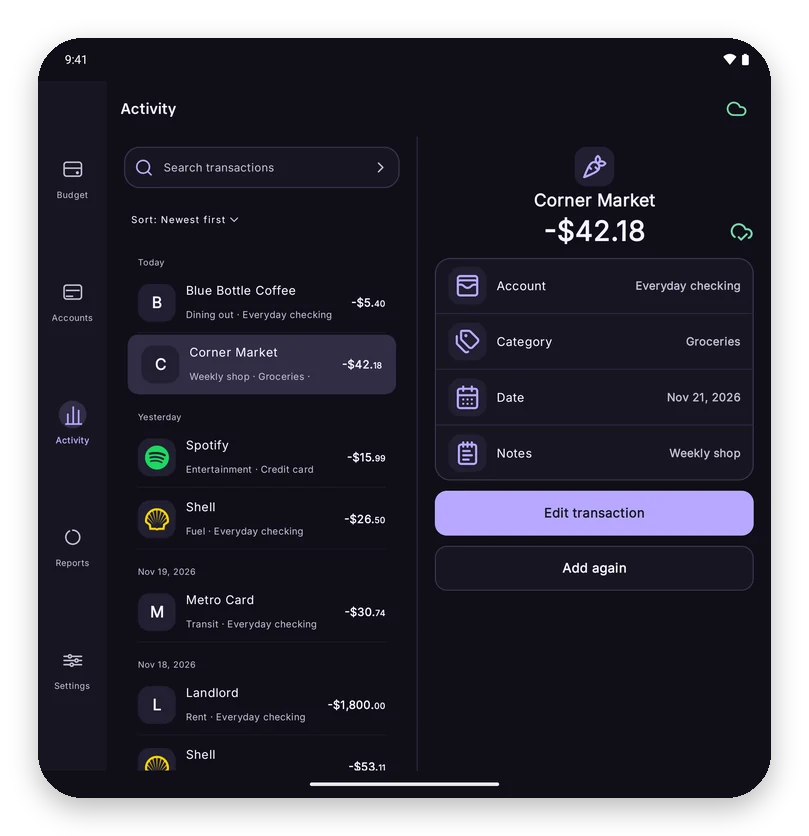 9:41
Activity
Budget
Accounts
Activity
Reports
Settings
Search transactions
Sort: Newest first
Today
B
Blue Bottle Coffee
Dining out · Everyday checking
-$5.40
C
Corner Market
Weekly shop · Groceries ·
-$42.18
Yesterday
Spotify
Entertainment · Credit card
-$15.99
Shell
Fuel · Everyday checking
-$26.50
Nov 19, 2026
M
Metro Card
Transit · Everyday checking
-$30.74
Nov 18, 2026
L
Landlord
Rent · Everyday checking
-$1,800.00
Shell
-$53.11
Corner Market
-$42.18
Account Everyday checking
Category Groceries
Date Nov 21, 2026
Notes Weekly shop
Edit transaction
Add again